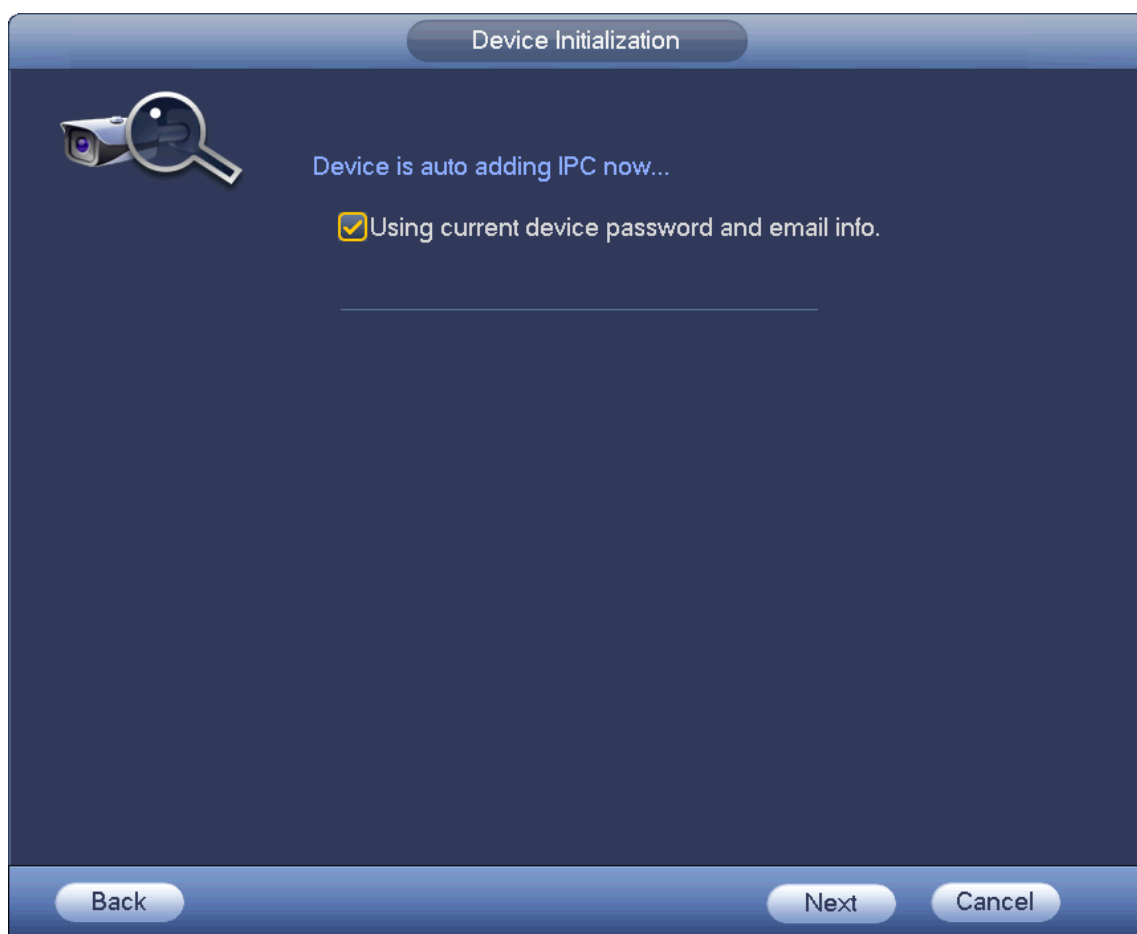 Device Initialization
Device is auto adding IPC now...
Using current device password and email info.
Back
Next
Cancel